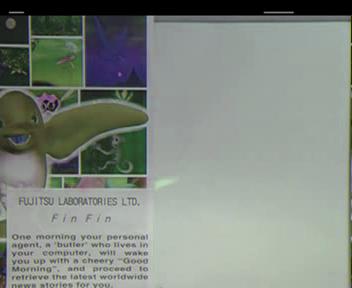 FUJITSU LABORATORIES LTD.
Fin Fin
One morning your personal
agent, a 'butler' who lives in
your computer, will wake
you up with a cheery "Good
Morning", and proceed to
retrieve the latest worldwide
news stories for you.